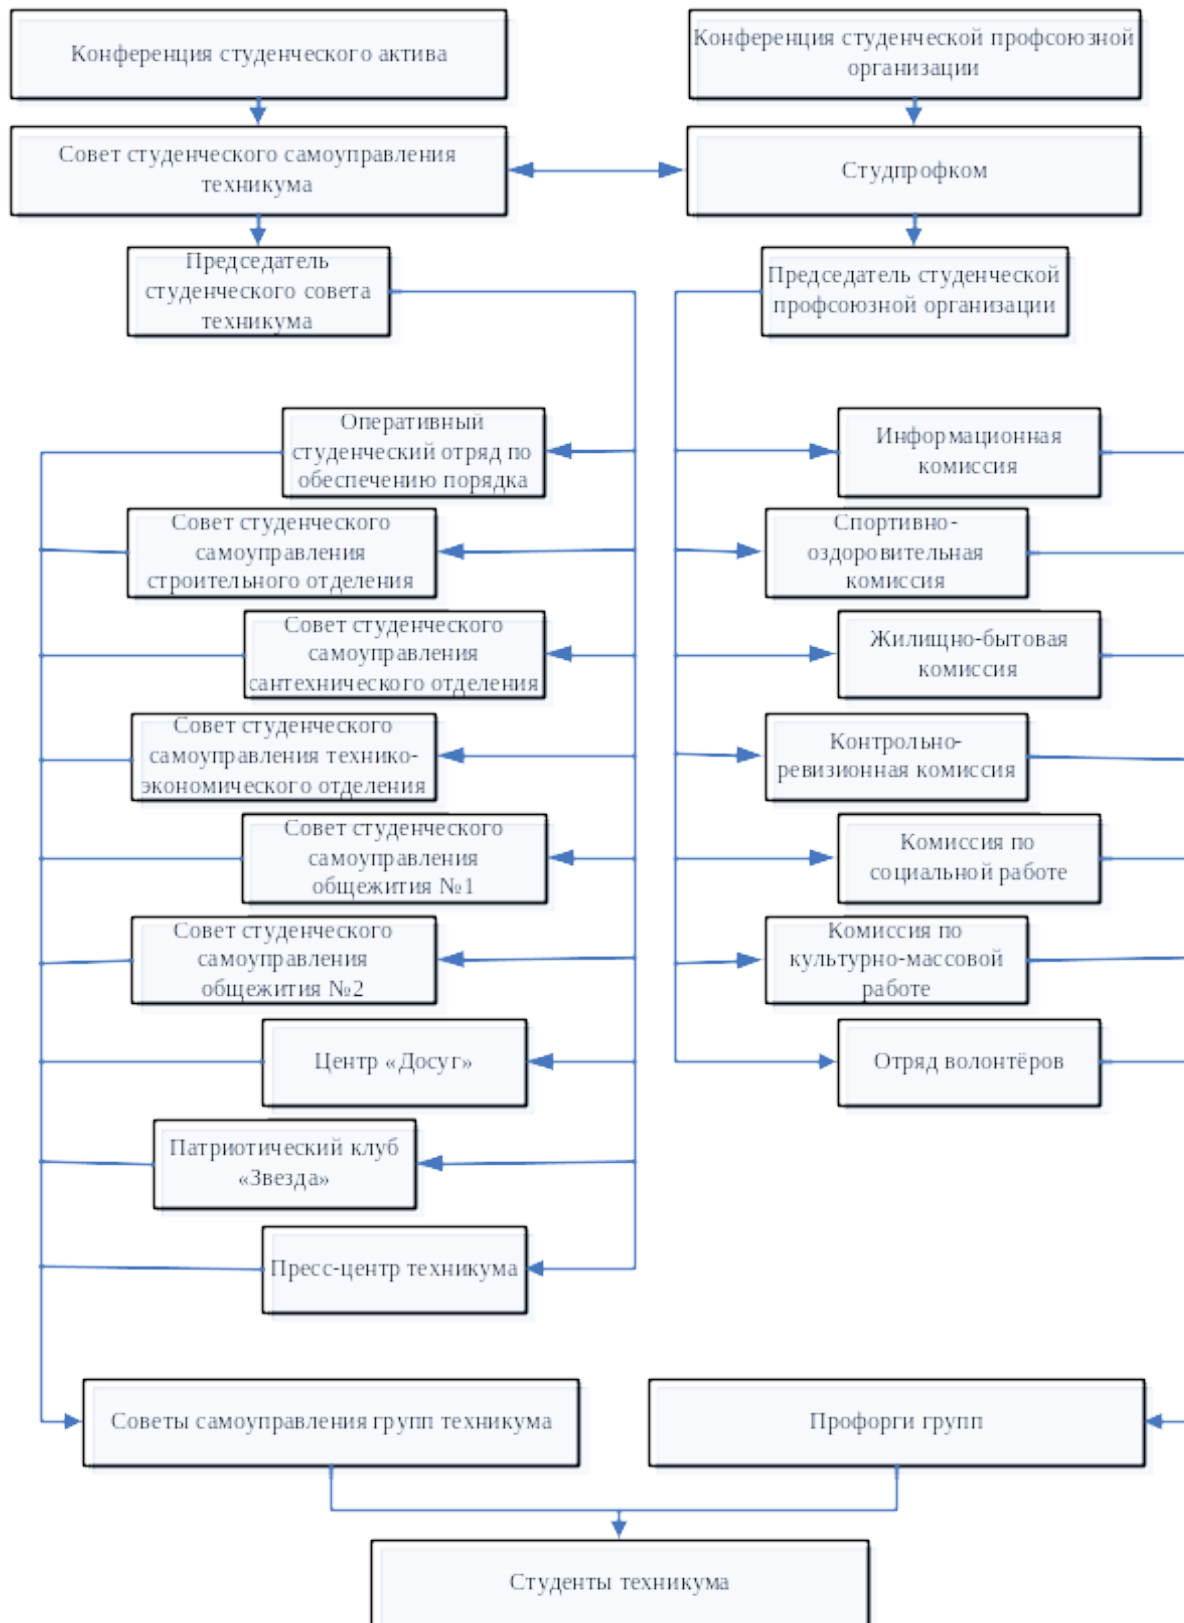 Конференция студенческого актива
Конференция студенческой профсоюзной
организации
Совет студенческого самоуправления
техникума
Студпрофком
Председатель
студенческого совета
техникума
Председатель студенческой
профсоюзной организации
Оперативный
студенческий отряд по
обеспечению порядка
Информационная
комиссия
Совет студенческого
самоуправления
строительного отделения
Спортивно-
оздоровительная
комиссия
Совет студенческого
самоуправления
сантехнического отделения
Жилищно-бытовая
комиссия
Совет студенческого
самоуправления технико-
экономического отделения
Контрольно-
ревизионная комиссия
Совет студенческого
самоуправления
общежития №1
Комиссия по
социальной работе
Совет студенческого
самоуправления
общежития №2
Комиссия по
культурно-массовой
работе
Центр «Досуг»
Отряд волонтёров
Патриотический клуб
«Звезда»
Пресс-центр техникума
Советы самоуправления групп техникума
Профорги групп
Студенты техникума